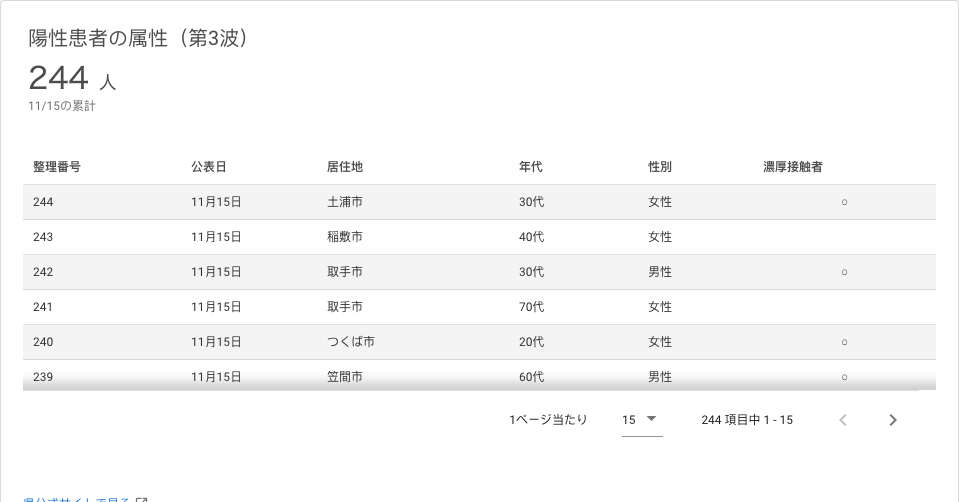 陽性患者の属性（第3波）
244 人
11/15の累計
整理番号 公表日 居住地 年代 性別 濃厚接触者
244 11月15日 土浦市 30代 女性 ○
243 11月15日 稲敷市 40代 女性
242 11月15日 取手市 30代 男性 ○
241 11月15日 取手市 70代 女性
240 11月15日 つくば市 20代 女性 ○
239 11月15日 笠間市 60代 男性 ○
1ページ当たり 15 244 項目中 1 - 15